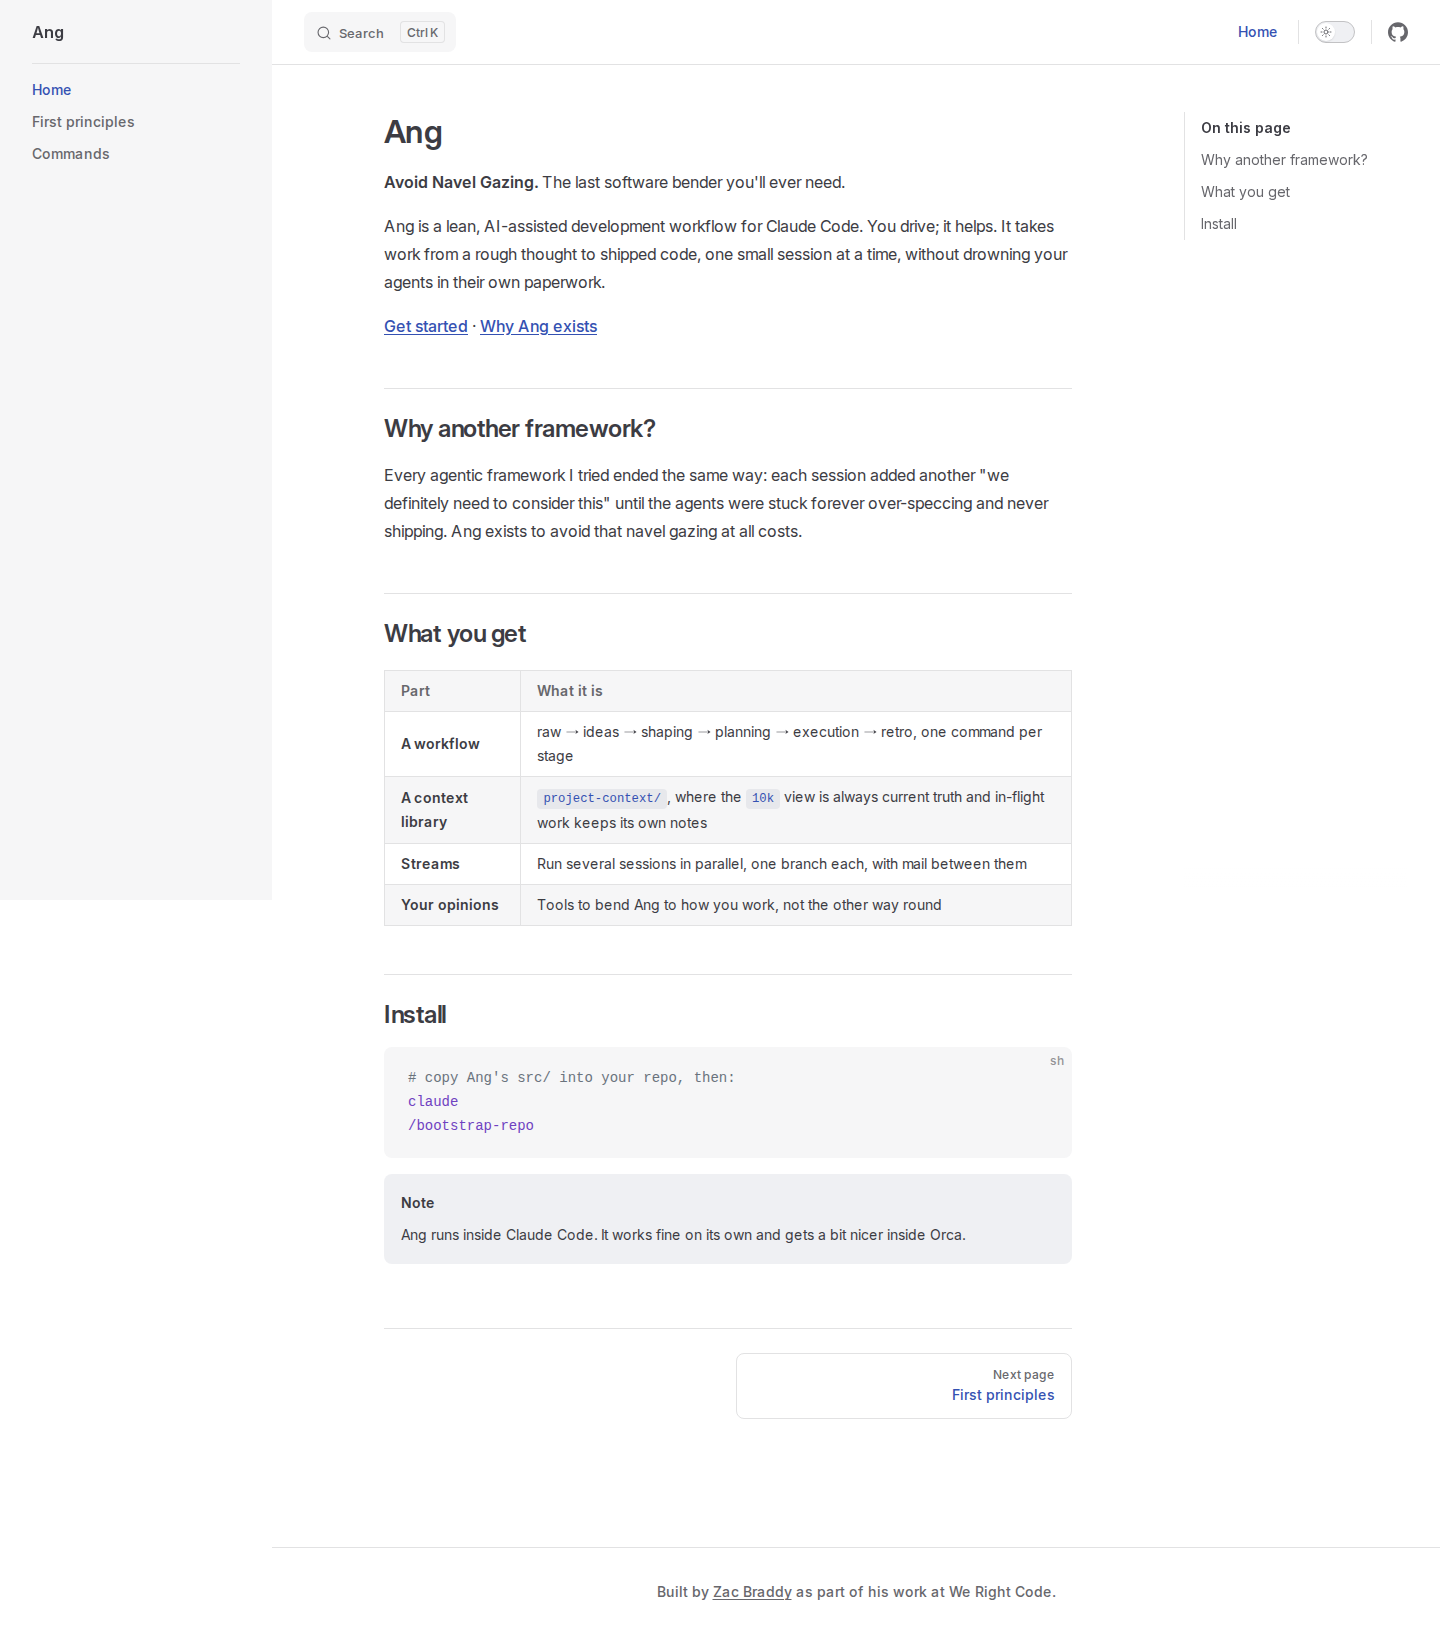 Ang
Home
First principles
Commands
Search Ctrl K
Home
Ang
Avoid Navel Gazing. The last software bender you'll ever need.
Ang is a lean, AI-assisted development workflow for Claude Code. You drive; it helps. It takes
work from a rough thought to shipped code, one small session at a time, without drowning your
agents in their own paperwork.
Get started · Why Ang exists
Why another framework?
Every agentic framework I tried ended the same way: each session added another "we
definitely need to consider this" until the agents were stuck forever over-speccing and never
shipping. Ang exists to avoid that navel gazing at all costs.
What you get
Part What it is
A workflow raw → ideas → shaping → planning → execution → retro, one command per
stage
A context
library
project-context/, where the 10k view is always current truth and in-flight
work keeps its own notes
Streams Run several sessions in parallel, one branch each, with mail between them
Your opinions Tools to bend Ang to how you work, not the other way round
Install
sh
# copy Ang's src/ into your repo, then:
claude
/bootstrap-repo
Note
Ang runs inside Claude Code. It works fine on its own and gets a bit nicer inside Orca.
Next page
First principles
On this page
Why another framework?
What you get
Install
Built by Zac Braddy as part of his work at We Right Code.